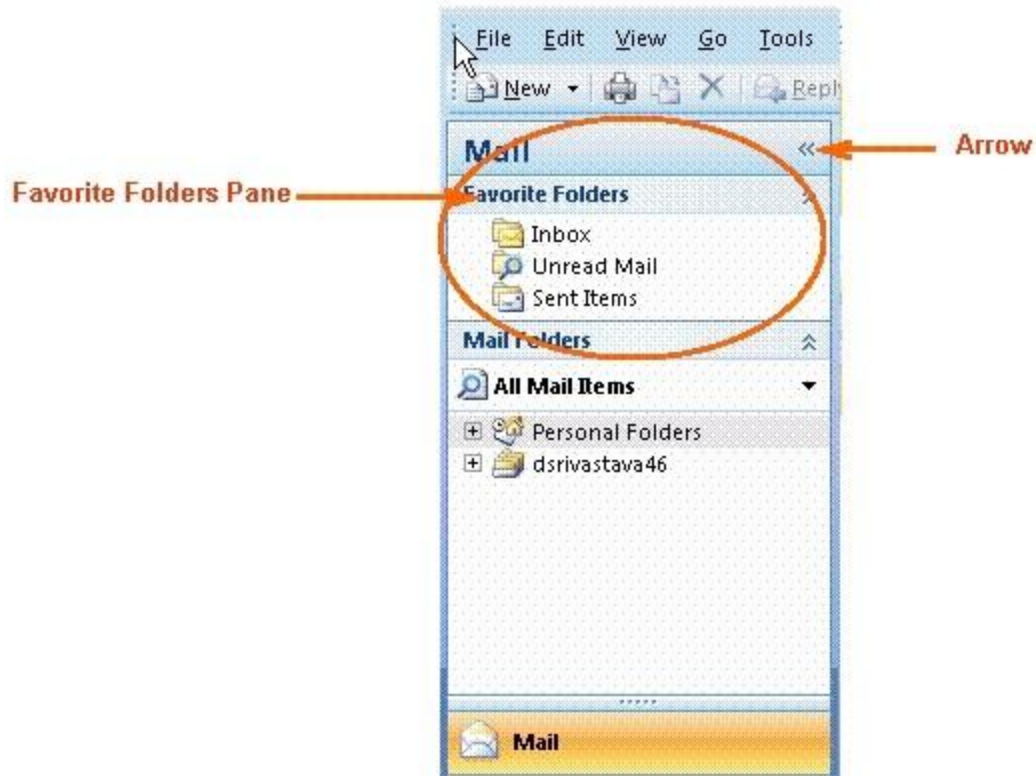 File Edit View Go Tools
New Reply
Mail
Arrow
Favorite Folders Pane
Favorite Folders
Inbox
Unread Mail
Sent Items
Mail Folders
All Mail Items
Personal Folders
dsrivastava46
Mail